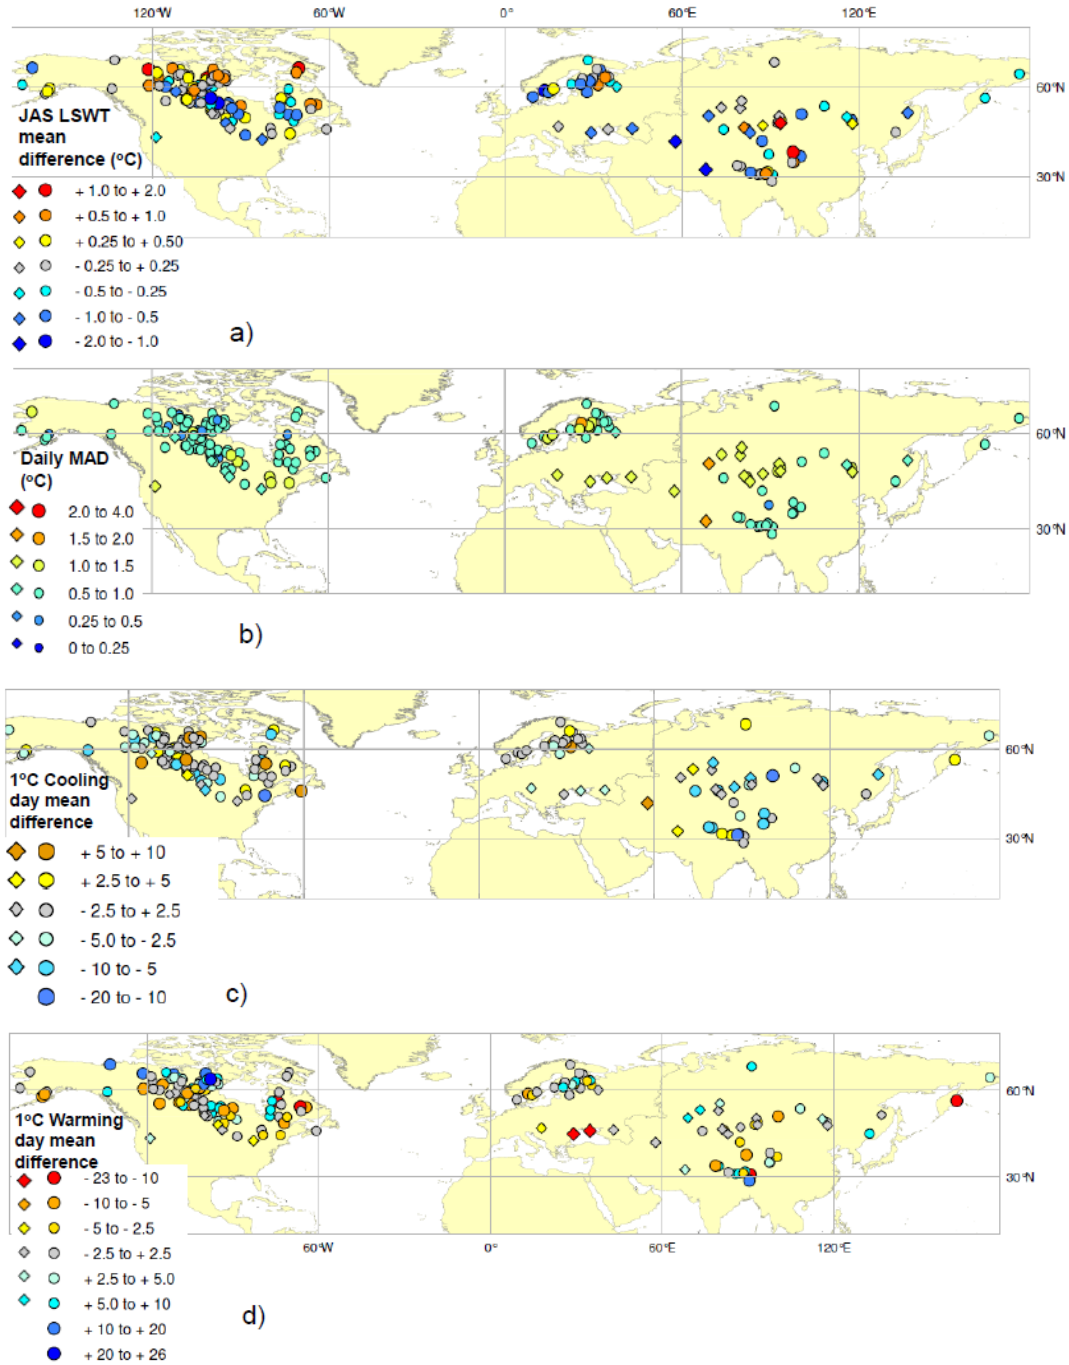 120°W 60°W 0° 60°E 120°E
60°N
30°N
JAS LSWT
mean
difference (°C)
+ 1.0 to + 2.0
+ 0.5 to + 1.0
+ 0.25 to + 0.50
- 0.25 to + 0.25
- 0.5 to - 0.25
- 1.0 to - 0.5
- 2.0 to - 1.0
a)
60°N
30°N
Daily MAD
(°C)
2.0 to 4.0
1.5 to 2.0
1.0 to 1.5
0.5 to 1.0
0.25 to 0.5
0 to 0.25
b)
60°N
30°N
1°C Cooling
day mean
difference
+ 5 to + 10
+ 2.5 to + 5
- 2.5 to + 2.5
- 5.0 to - 2.5
- 10 to - 5
- 20 to - 10
c)
60°N
30°N
1°C Warming
day mean
difference
- 23 to - 10
- 10 to - 5
- 5 to - 2.5
- 2.5 to + 2.5
+ 2.5 to + 5.0
+ 5.0 to + 10
+ 10 to + 20
+ 20 to + 26
60°W 0° 60°E 120°E
d)